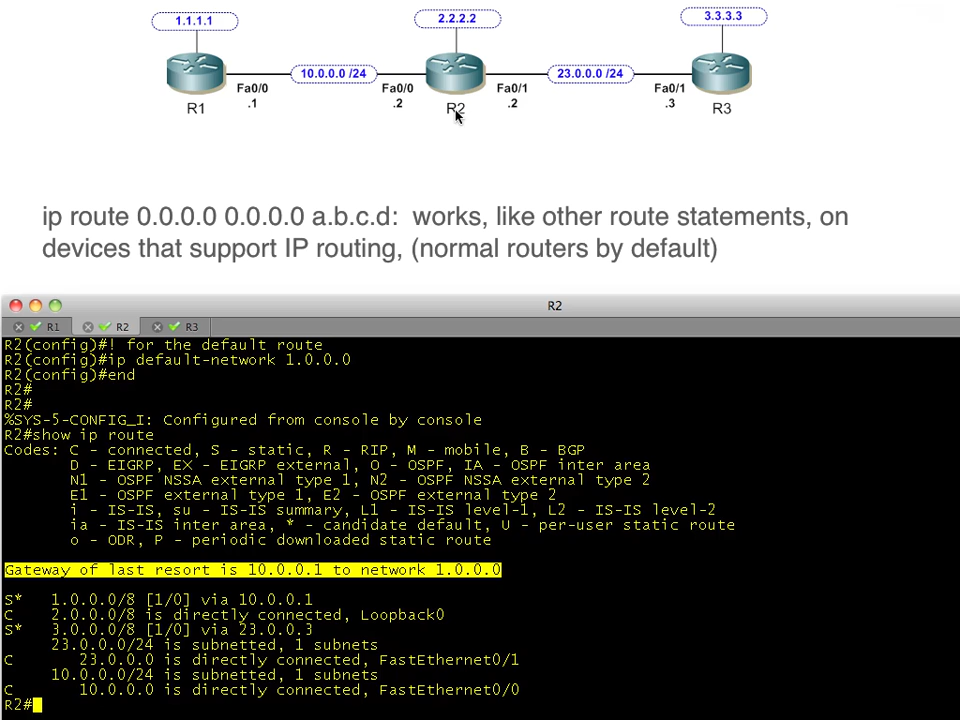 1.1.1.1
2.2.2.2
3.3.3.3
10.0.0.0 /24
23.0.0.0 /24
Fa0/0
.1
Fa0/0
.2
Fa0/1
.2
Fa0/1
.3
R1
R2
R3
ip route 0.0.0.0 0.0.0.0 a.b.c.d:  works, like other route statements, on
devices that support IP routing, (normal routers by default)
R2
R1
R2
R3
R2(config)#! for the default route
R2(config)#ip default-network 1.0.0.0
R2(config)#end
R2#
R2#
%SYS-5-CONFIG_I: Configured from console by console
R2#show ip route
Codes: C - connected, S - static, R - RIP, M - mobile, B - BGP
       D - EIGRP, EX - EIGRP external, O - OSPF, IA - OSPF inter area
       N1 - OSPF NSSA external type 1, N2 - OSPF NSSA external type 2
       E1 - OSPF external type 1, E2 - OSPF external type 2
       i - IS-IS, su - IS-IS summary, L1 - IS-IS level-1, L2 - IS-IS level-2
       ia - IS-IS inter area, * - candidate default, U - per-user static route
       o - ODR, P - periodic downloaded static route
Gateway of last resort is 10.0.0.1 to network 1.0.0.0
S*   1.0.0.0/8 [1/0] via 10.0.0.1
C    2.0.0.0/8 is directly connected, Loopback0
S*   3.0.0.0/8 [1/0] via 23.0.0.3
     23.0.0.0/24 is subnetted, 1 subnets
C       23.0.0.0 is directly connected, FastEthernet0/1
     10.0.0.0/24 is subnetted, 1 subnets
C       10.0.0.0 is directly connected, FastEthernet0/0
R2#